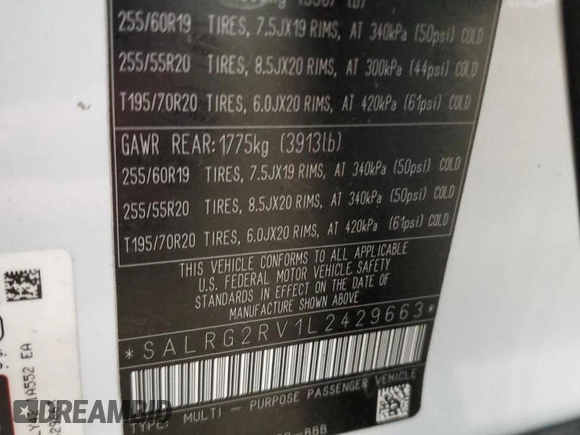 255/60R19 TIRES, 7.5JX19 RIMS, AT 340kPa (50psi) COLD
255/55R20 TIRES, 8.5JX20 RIMS, AT 300kPa (44psi) COLD
T195/70R20 TIRES, 6.0JX20 RIMS, AT 420kPa (61psi) COLD
GAWR REAR:1775kg (3913lb)
255/60R19 TIRES, 7.5JX19 RIMS, AT 340kPa (50psi) COLD
255/55R20 TIRES, 8.5JX20 RIMS, AT 340kPa (50psi) COLD
T195/70R20 TIRES, 6.0JX20 RIMS, AT 420kPa (61psi) COLD
THIS VEHICLE CONFORMS TO ALL APPLICABLE
U.S. FEDERAL MOTOR VEHICLE SAFETY
STANDARDS IN EFFECT ON THE DATE OF
MANUFACTURE SHOWN ABOVE.
*SALRG2RV1L2429663*
TYPE: MULTI - PURPOSE PASSENGER VEHICLE
A552 EA
DREAMBID